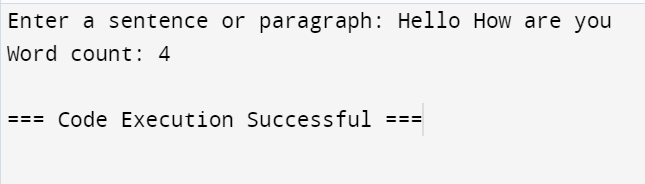 Enter a sentence or paragraph: Hello How are you
Word count: 4
=== Code Execution Successful ===